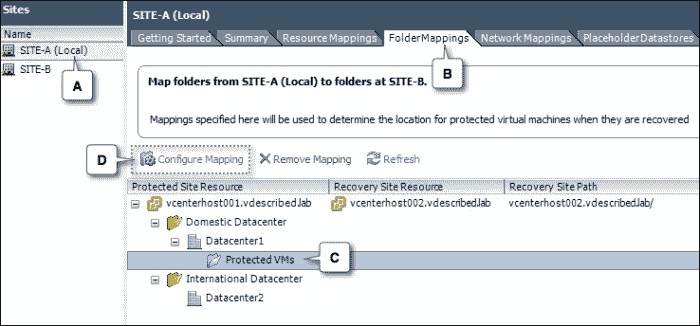 Sites
Name
SITE-A (Local)
A
SITE-B
SITE-A (Local)
Getting Started Summary Resource Mappings FolderMappings Network Mappings PlaceholderDatastores
B
Map folders from SITE-A (Local) to folders at SITE-B.
Mappings specified here will be used to determine the location for protected virtual machines when they are recovered
D
Configure Mapping Remove Mapping Refresh
Protected Site Resource Recovery Site Resource Recovery Site Path
vcenterhost001.vdescribed.lab vcenterhost002.vdescribed.lab vcenterhost002.vdescribed.lab/
Domestic Datacenter
Datacenter1
Protected VMs
C
International Datacenter
Datacenter2